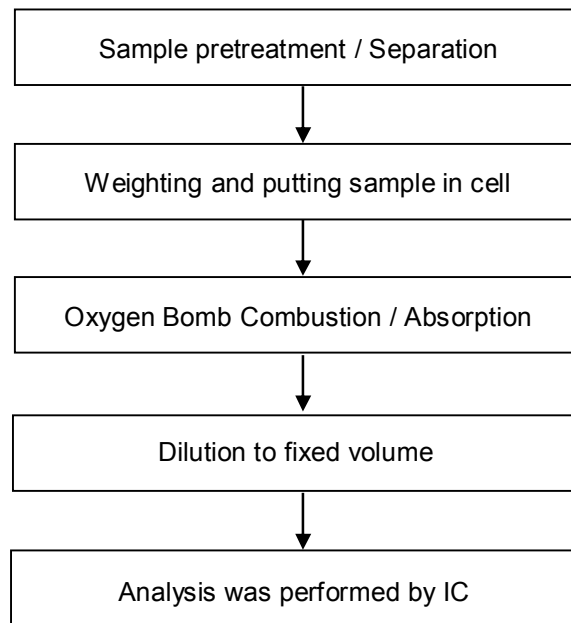 Sample pretreatment / Separation
Weighting and putting sample in cell
Oxygen Bomb Combustion / Absorption
Dilution to fixed volume
Analysis was performed by IC